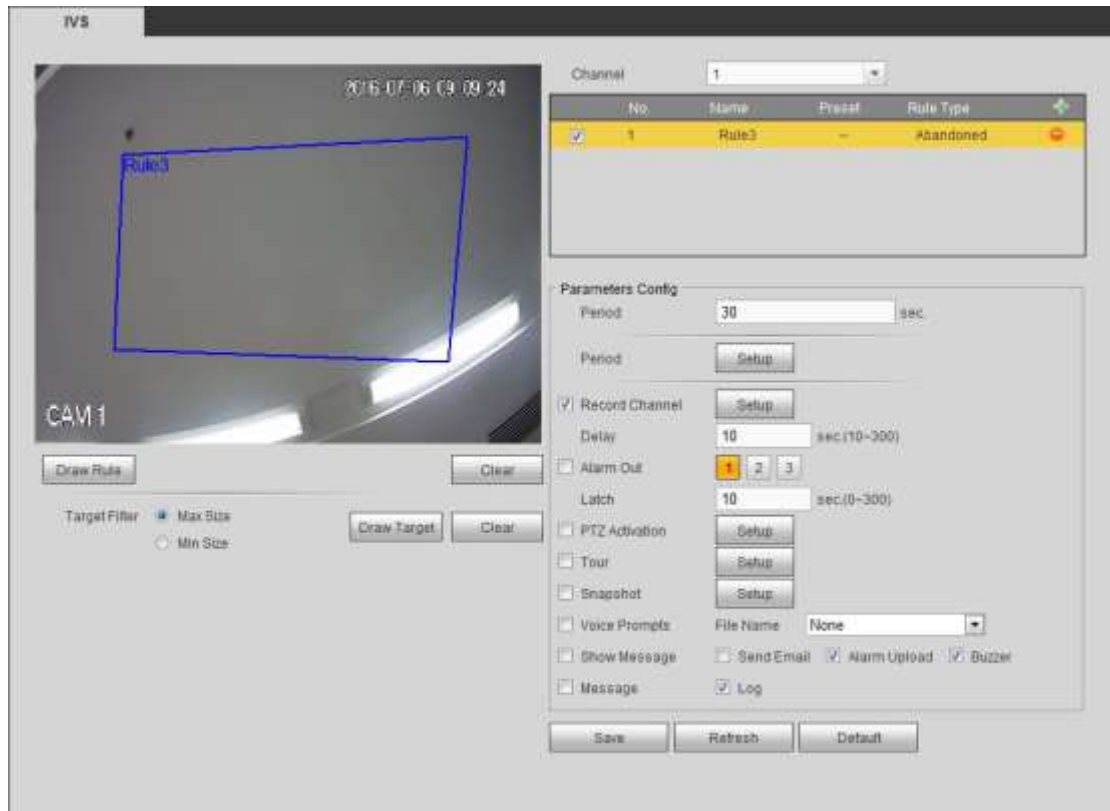 IVS
2016-07-06 09:09:24
Rule3
CAM 1
Draw Rule
Clear
Target Filter Max Size
Min Size
Draw Target
Clear
Channel 1
No. Name Preset Rule Type
1 Rule3 -- Abandoned
Parameters Config
Period 30 sec.
Period Setup
Record Channel Setup
Delay 10 sec.(10~300)
Alarm Out 1 2 3
Latch 10 sec.(0~300)
PTZ Activation Setup
Tour Setup
Snapshot Setup
Voice Prompts File Name None
Show Message Send Email Alarm Upload Buzzer
Message Log
Save Refresh Default